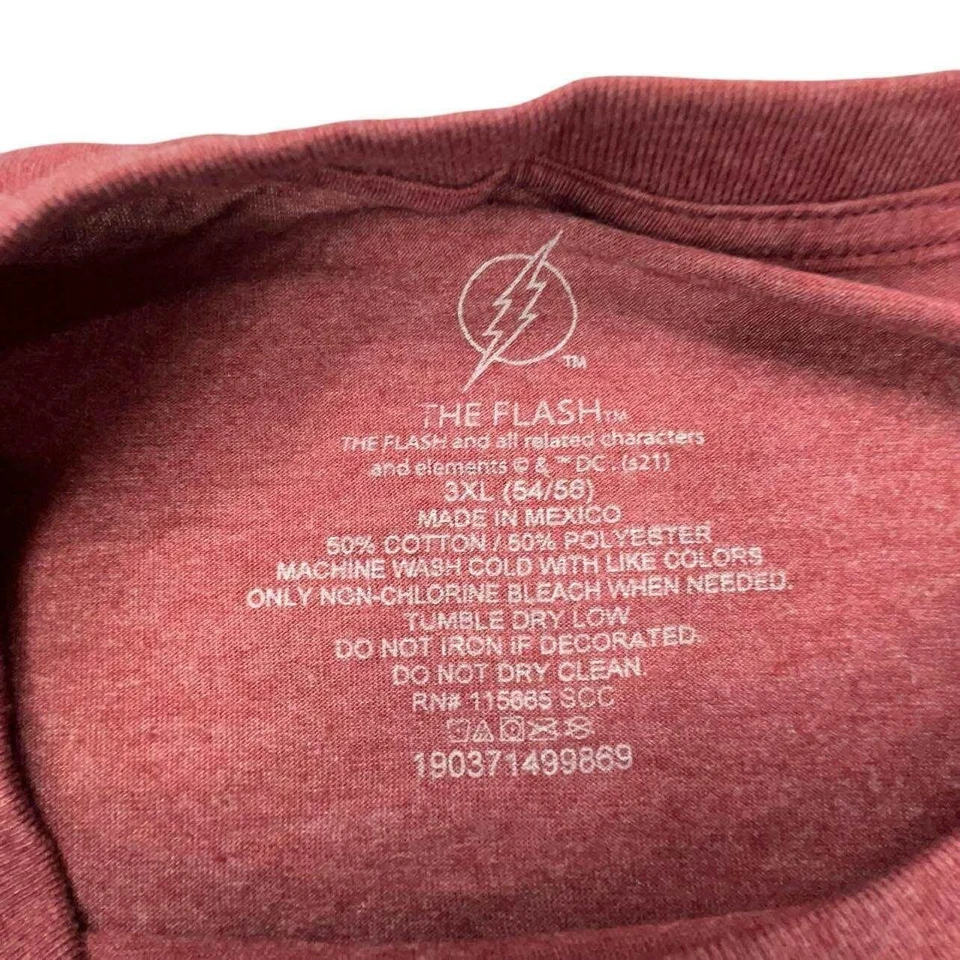 TM
THE FLASH™
THE FLASH and all related characters
and elements © & ™ DC . (s21)
3XL (54/56)
MADE IN MEXICO
50% COTTON / 50% POLYESTER
MACHINE WASH COLD WITH LIKE COLORS
ONLY NON-CHLORINE BLEACH WHEN NEEDED.
TUMBLE DRY LOW
DO NOT IRON IF DECORATED.
DO NOT DRY CLEAN.
RN# 115885 SCC
190371499869